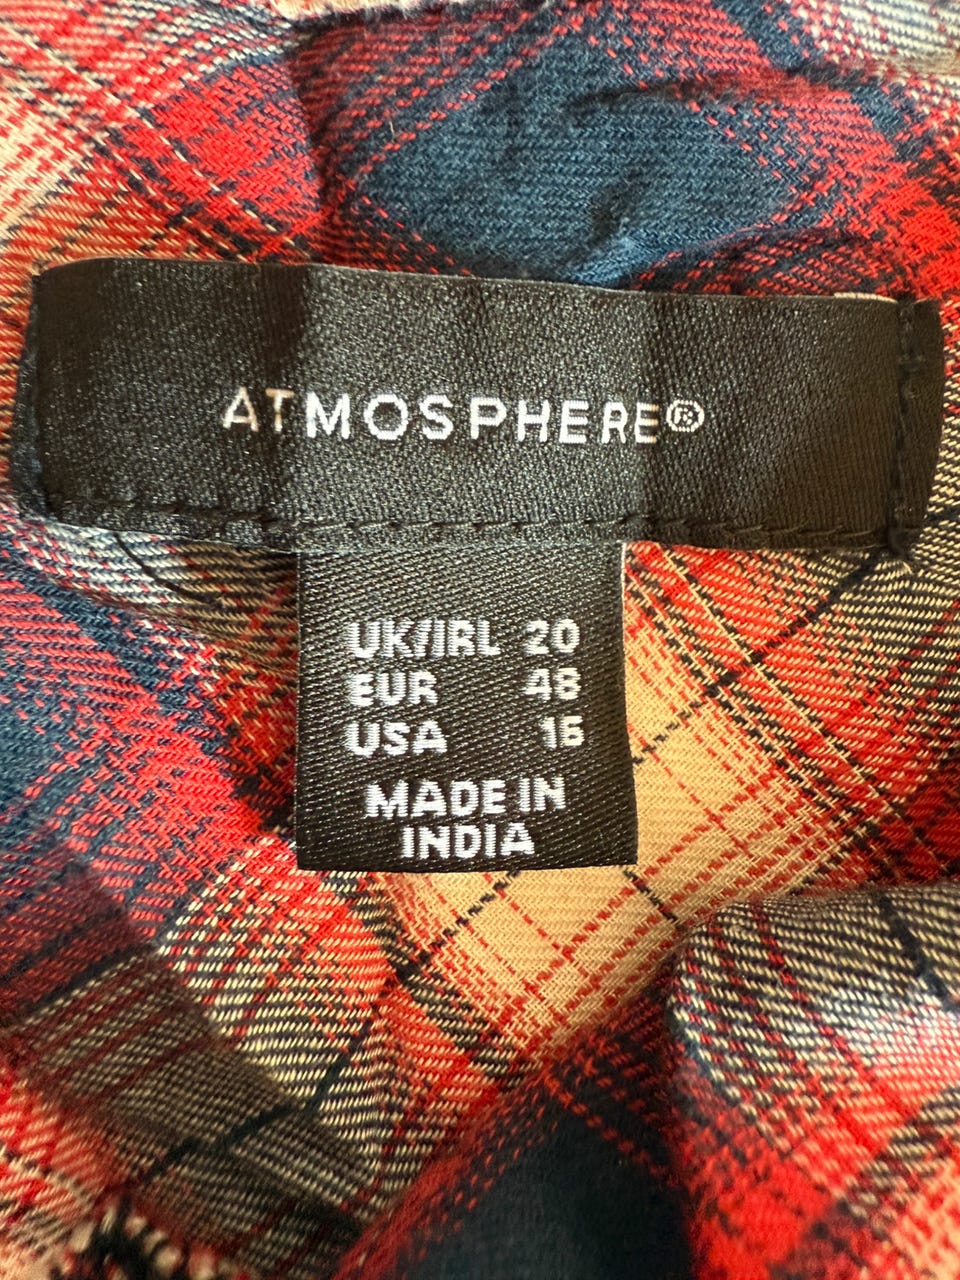 ATMOSPHERE®
UK/IRL 20
EUR 48
USA 16
MADE IN
INDIA